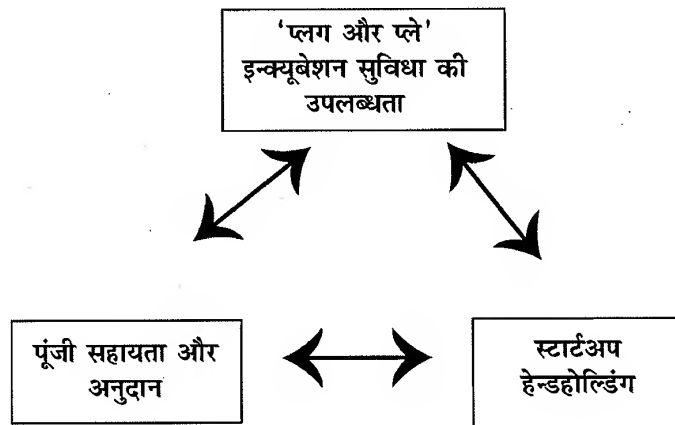 ‘प्लग और प्ले’
इन्क्यूबेशन सुविधा की
उपलब्धता
पूंजी सहायता और
अनुदान
स्टार्टअप
हेन्डहोल्डिंग